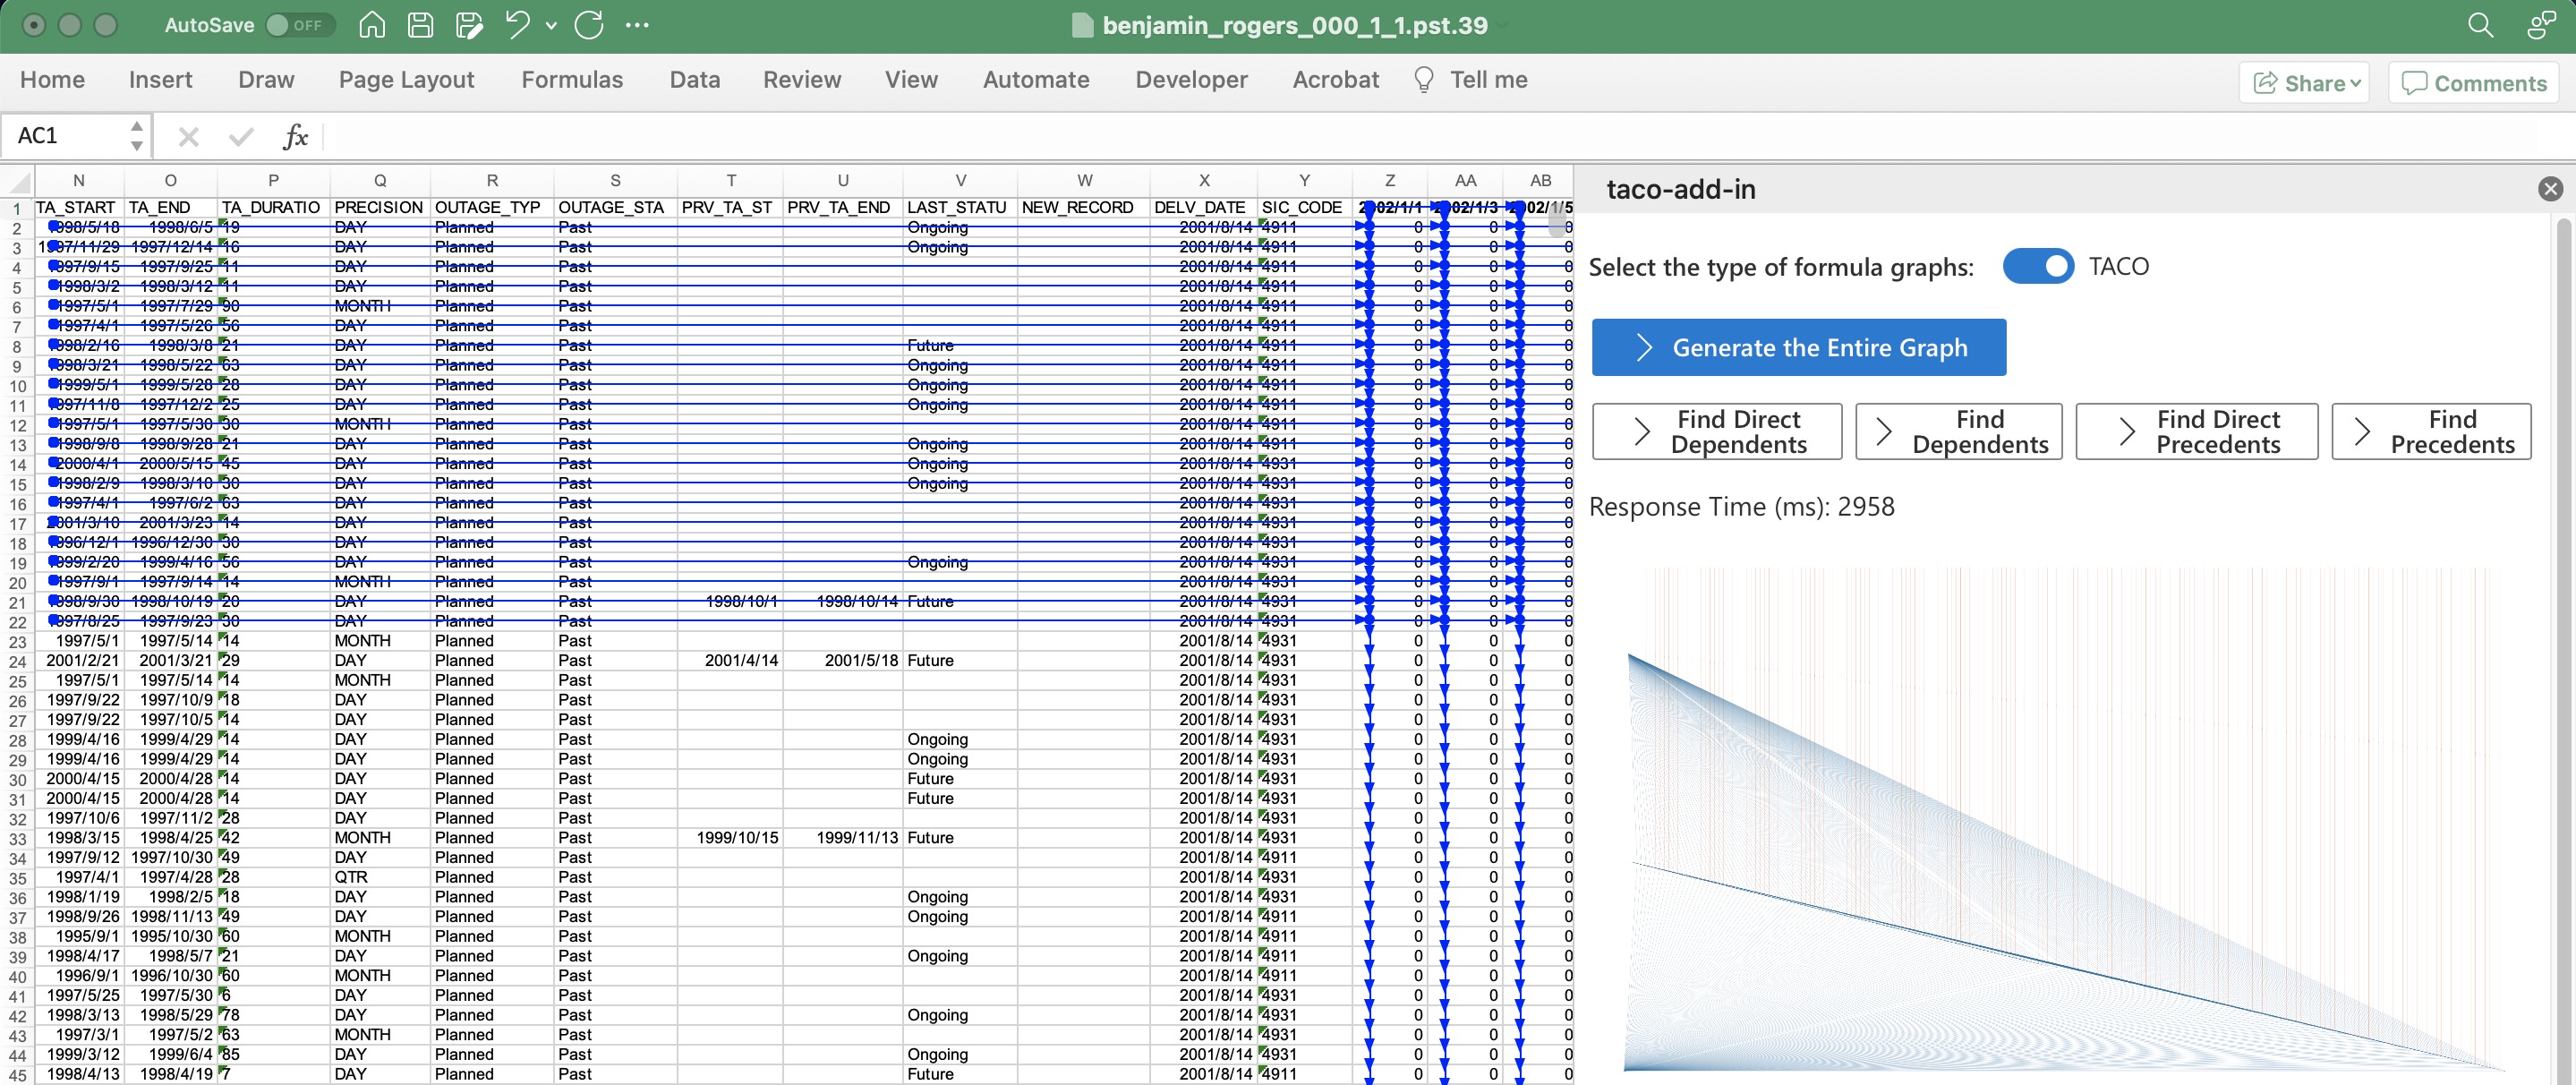 AutoSave OFF benjamin_rogers_000_1_1.pst.39
Home Insert Draw Page Layout Formulas Data Review View Automate Developer Acrobat Tell me Share Comments
AC1 fx
N O P Q R S T U V W X Y Z AA AB
1 TA_START TA_END TA_DURATIO PRECISION OUTAGE_TYP OUTAGE_STA PRV_TA_ST PRV_TA_END LAST_STATU NEW_RECORD DELV_DATE SIC_CODE 2002/1/1 2002/1/3 2002/1/5
2 1998/5/18 1998/6/5 19 DAY Planned Past Ongoing 2001/8/14 4911 0 0 0
3 1997/11/29 1997/12/14 16 DAY Planned Past Ongoing 2001/8/14 4911 0 0 0
4 1997/9/15 1997/9/25 11 DAY Planned Past 2001/8/14 4911 0 0 0
5 1998/3/2 1998/3/12 11 DAY Planned Past 2001/8/14 4911 0 0 0
6 1997/5/1 1997/7/29 90 MONTH Planned Past 2001/8/14 4911 0 0 0
7 1997/4/1 1997/5/26 56 DAY Planned Past 2001/8/14 4911 0 0 0
8 1998/2/16 1998/3/8 21 DAY Planned Past Future 2001/8/14 4911 0 0 0
9 1998/3/21 1998/5/22 63 DAY Planned Past Ongoing 2001/8/14 4911 0 0 0
10 1999/5/1 1999/5/28 28 DAY Planned Past Ongoing 2001/8/14 4911 0 0 0
11 1997/11/8 1997/12/2 25 DAY Planned Past Ongoing 2001/8/14 4911 0 0 0
12 1997/5/1 1997/5/30 30 MONTH Planned Past 2001/8/14 4911 0 0 0
13 1998/9/8 1998/9/28 21 DAY Planned Past Ongoing 2001/8/14 4911 0 0 0
14 2000/4/1 2000/5/15 45 DAY Planned Past Ongoing 2001/8/14 4931 0 0 0
15 1998/2/9 1998/3/10 30 DAY Planned Past Ongoing 2001/8/14 4931 0 0 0
16 1997/4/1 1997/6/2 63 DAY Planned Past 2001/8/14 4931 0 0 0
17 2001/3/10 2001/3/23 14 DAY Planned Past 2001/8/14 4931 0 0 0
18 1996/12/1 1996/12/30 30 DAY Planned Past 2001/8/14 4931 0 0 0
19 1999/2/20 1999/4/16 56 DAY Planned Past Ongoing 2001/8/14 4931 0 0 0
20 1997/9/1 1997/9/14 14 MONTH Planned Past 2001/8/14 4931 0 0 0
21 1998/9/30 1998/10/19 20 DAY Planned Past 1998/10/1 1998/10/14 Future 2001/8/14 4931 0 0 0
22 1997/8/25 1997/9/23 30 DAY Planned Past 2001/8/14 4931 0 0 0
23 1997/5/1 1997/5/14 14 MONTH Planned Past 2001/8/14 4931 0 0 0
24 2001/2/21 2001/3/21 29 DAY Planned Past 2001/4/14 2001/5/18 Future 2001/8/14 4931 0 0 0
25 1997/5/1 1997/5/14 14 MONTH Planned Past 2001/8/14 4931 0 0 0
26 1997/9/22 1997/10/9 18 DAY Planned Past 2001/8/14 4931 0 0 0
27 1997/9/22 1997/10/5 14 DAY Planned Past 2001/8/14 4931 0 0 0
28 1999/4/16 1999/4/29 14 DAY Planned Past Ongoing 2001/8/14 4931 0 0 0
29 1999/4/16 1999/4/29 14 DAY Planned Past Ongoing 2001/8/14 4931 0 0 0
30 2000/4/15 2000/4/28 14 DAY Planned Past Future 2001/8/14 4931 0 0 0
31 2000/4/15 2000/4/28 14 DAY Planned Past Future 2001/8/14 4931 0 0 0
32 1997/10/6 1997/11/2 28 DAY Planned Past 2001/8/14 4931 0 0 0
33 1998/3/15 1998/4/25 42 MONTH Planned Past 1999/10/15 1999/11/13 Future 2001/8/14 4931 0 0 0
34 1997/9/12 1997/10/30 49 DAY Planned Past 2001/8/14 4911 0 0 0
35 1997/4/1 1997/4/28 28 QTR Planned Past 2001/8/14 4931 0 0 0
36 1998/1/19 1998/2/5 18 DAY Planned Past Ongoing 2001/8/14 4931 0 0 0
37 1998/9/26 1998/11/13 49 DAY Planned Past Ongoing 2001/8/14 4911 0 0 0
38 1995/9/1 1995/10/30 60 MONTH Planned Past 2001/8/14 4911 0 0 0
39 1998/4/17 1998/5/7 21 DAY Planned Past Ongoing 2001/8/14 4911 0 0 0
40 1996/9/1 1996/10/30 60 MONTH Planned Past 2001/8/14 4911 0 0 0
41 1997/5/25 1997/5/30 6 DAY Planned Past 2001/8/14 4931 0 0 0
42 1998/3/13 1998/5/29 78 DAY Planned Past Ongoing 2001/8/14 4931 0 0 0
43 1997/3/1 1997/5/2 63 MONTH Planned Past 2001/8/14 4931 0 0 0
44 1999/3/12 1999/6/4 85 DAY Planned Past Ongoing 2001/8/14 4931 0 0 0
45 1998/4/13 1998/4/19 7 DAY Planned Past Future 2001/8/14 4911 0 0 0
taco-add-in
Select the type of formula graphs: TACO
Generate the Entire Graph
Find Direct Dependents
Find Dependents
Find Direct Precedents
Find Precedents
Response Time (ms): 2958